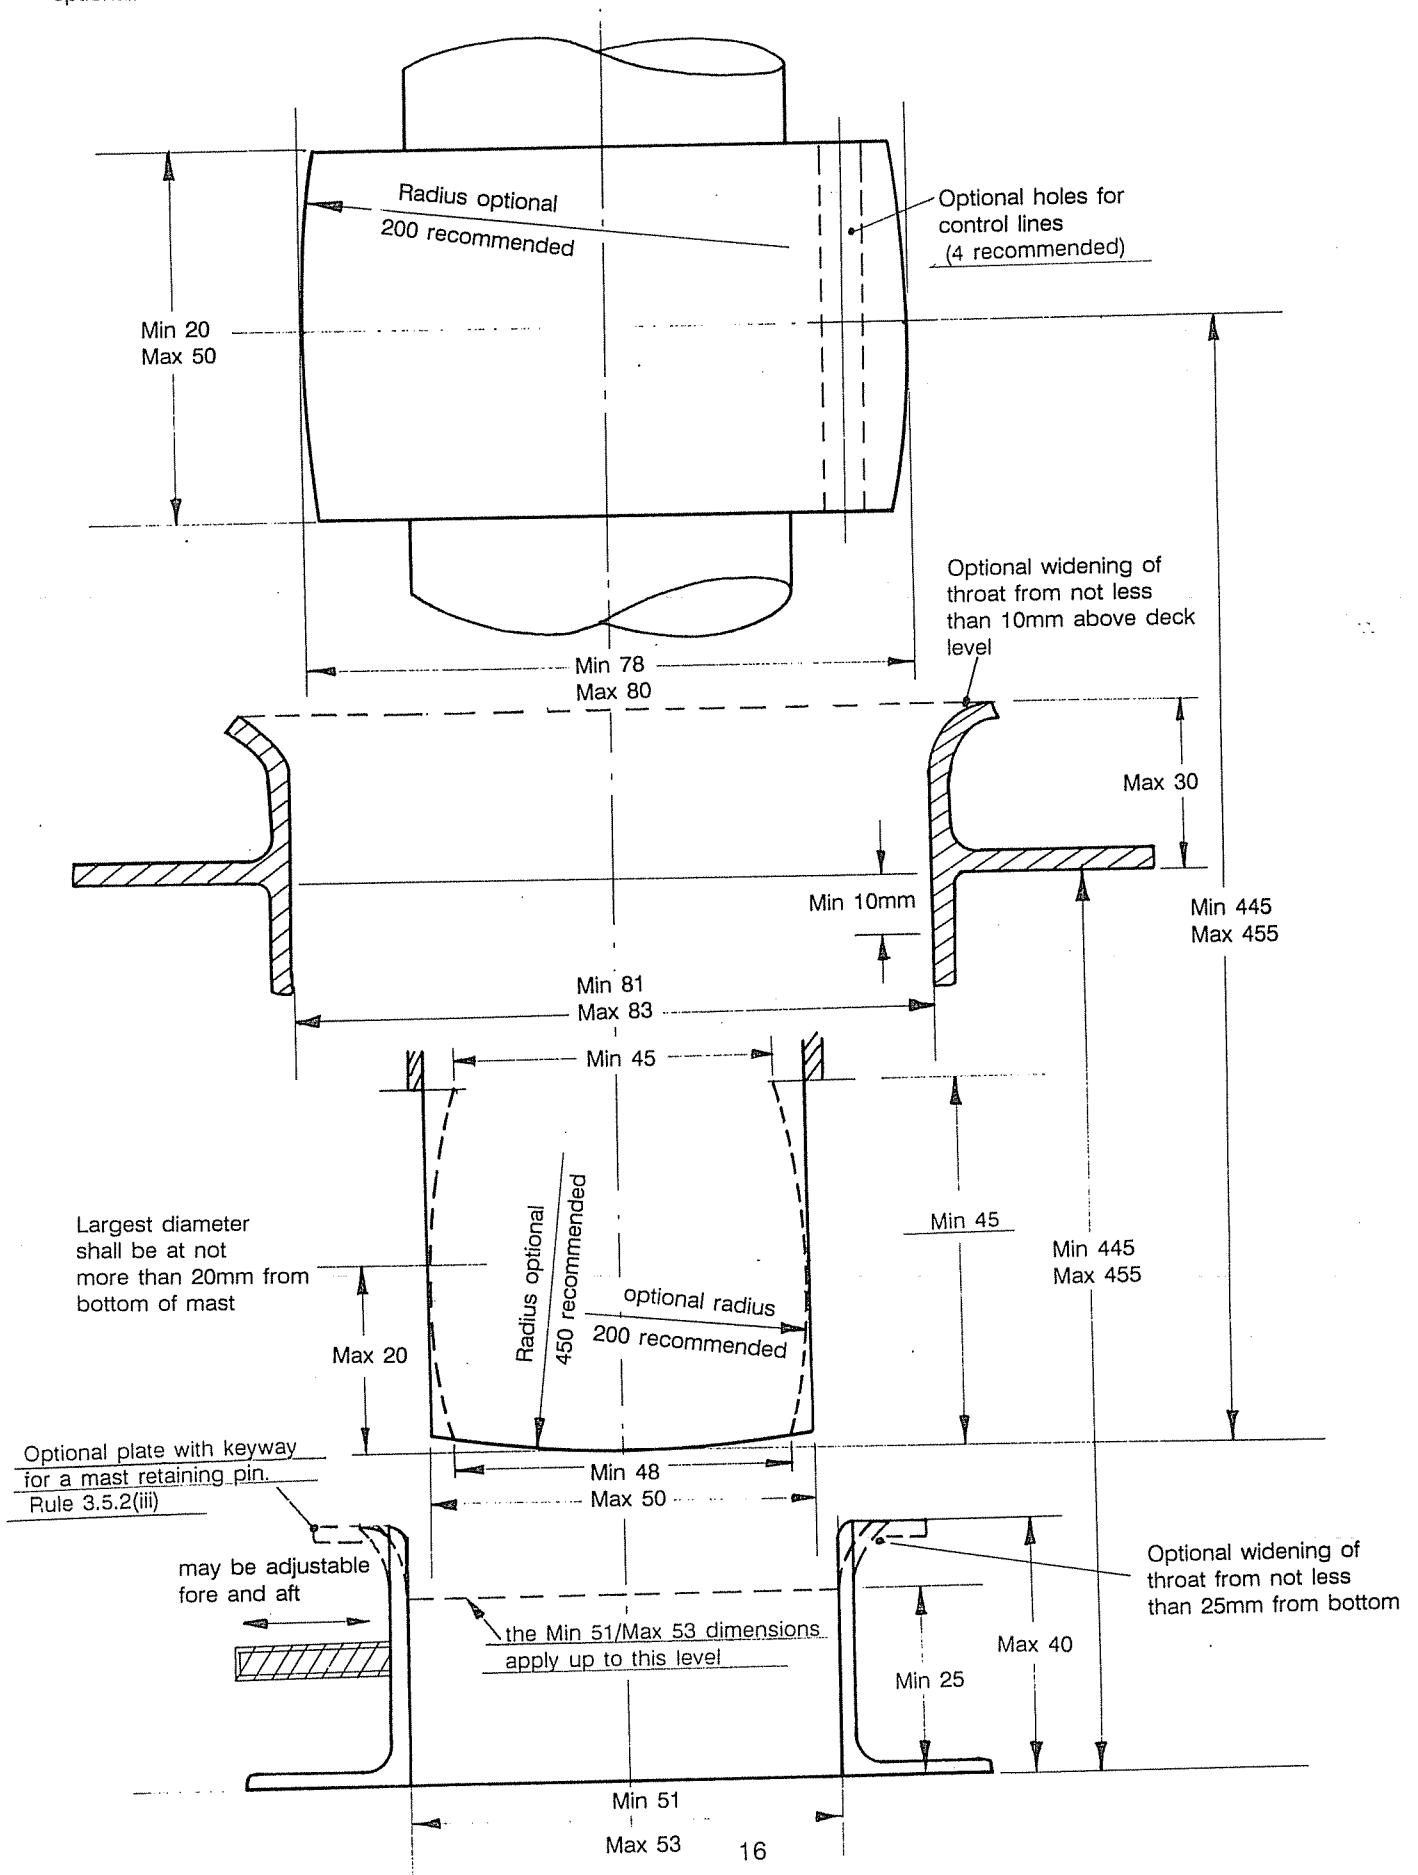 Radius optional
200 recommended
Optional holes for
control lines
(4 recommended)
Min 20
Max 50
Optional widening of
throat from not less
than 10mm above deck
level
Min 78
Max 80
Max 30
Min 10mm
Min 445
Max 455
Min 81
Max 83
Min 45
Largest diameter
shall be at not
more than 20mm from
bottom of mast
Radius optional
450 recommended
optional radius
200 recommended
Min 45
Min 445
Max 455
Max 20
Optional plate with keyway
for a mast retaining pin.
Rule 3.5.2(iii)
Min 48
Max 50
may be adjustable
fore and aft
Optional widening of
throat from not less
than 25mm from bottom
the Min 51/Max 53 dimensions
apply up to this level
Max 40
Min 25
Min 51
Max 53
16